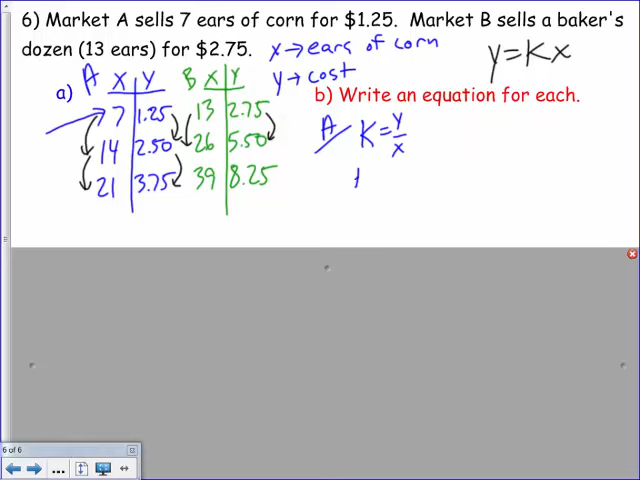 6) Market A sells 7 ears of corn for $1.25. Market B sells a baker's
dozen (13 ears) for $2.75.
x → ears of corn
y → cost
y = Kx
a)
A
X Y
7 1.25
14 2.50
21 3.75
B
X Y
13 2.75
26 5.50
39 8.25
b) Write an equation for each.
A
K = y/x
6 of 6